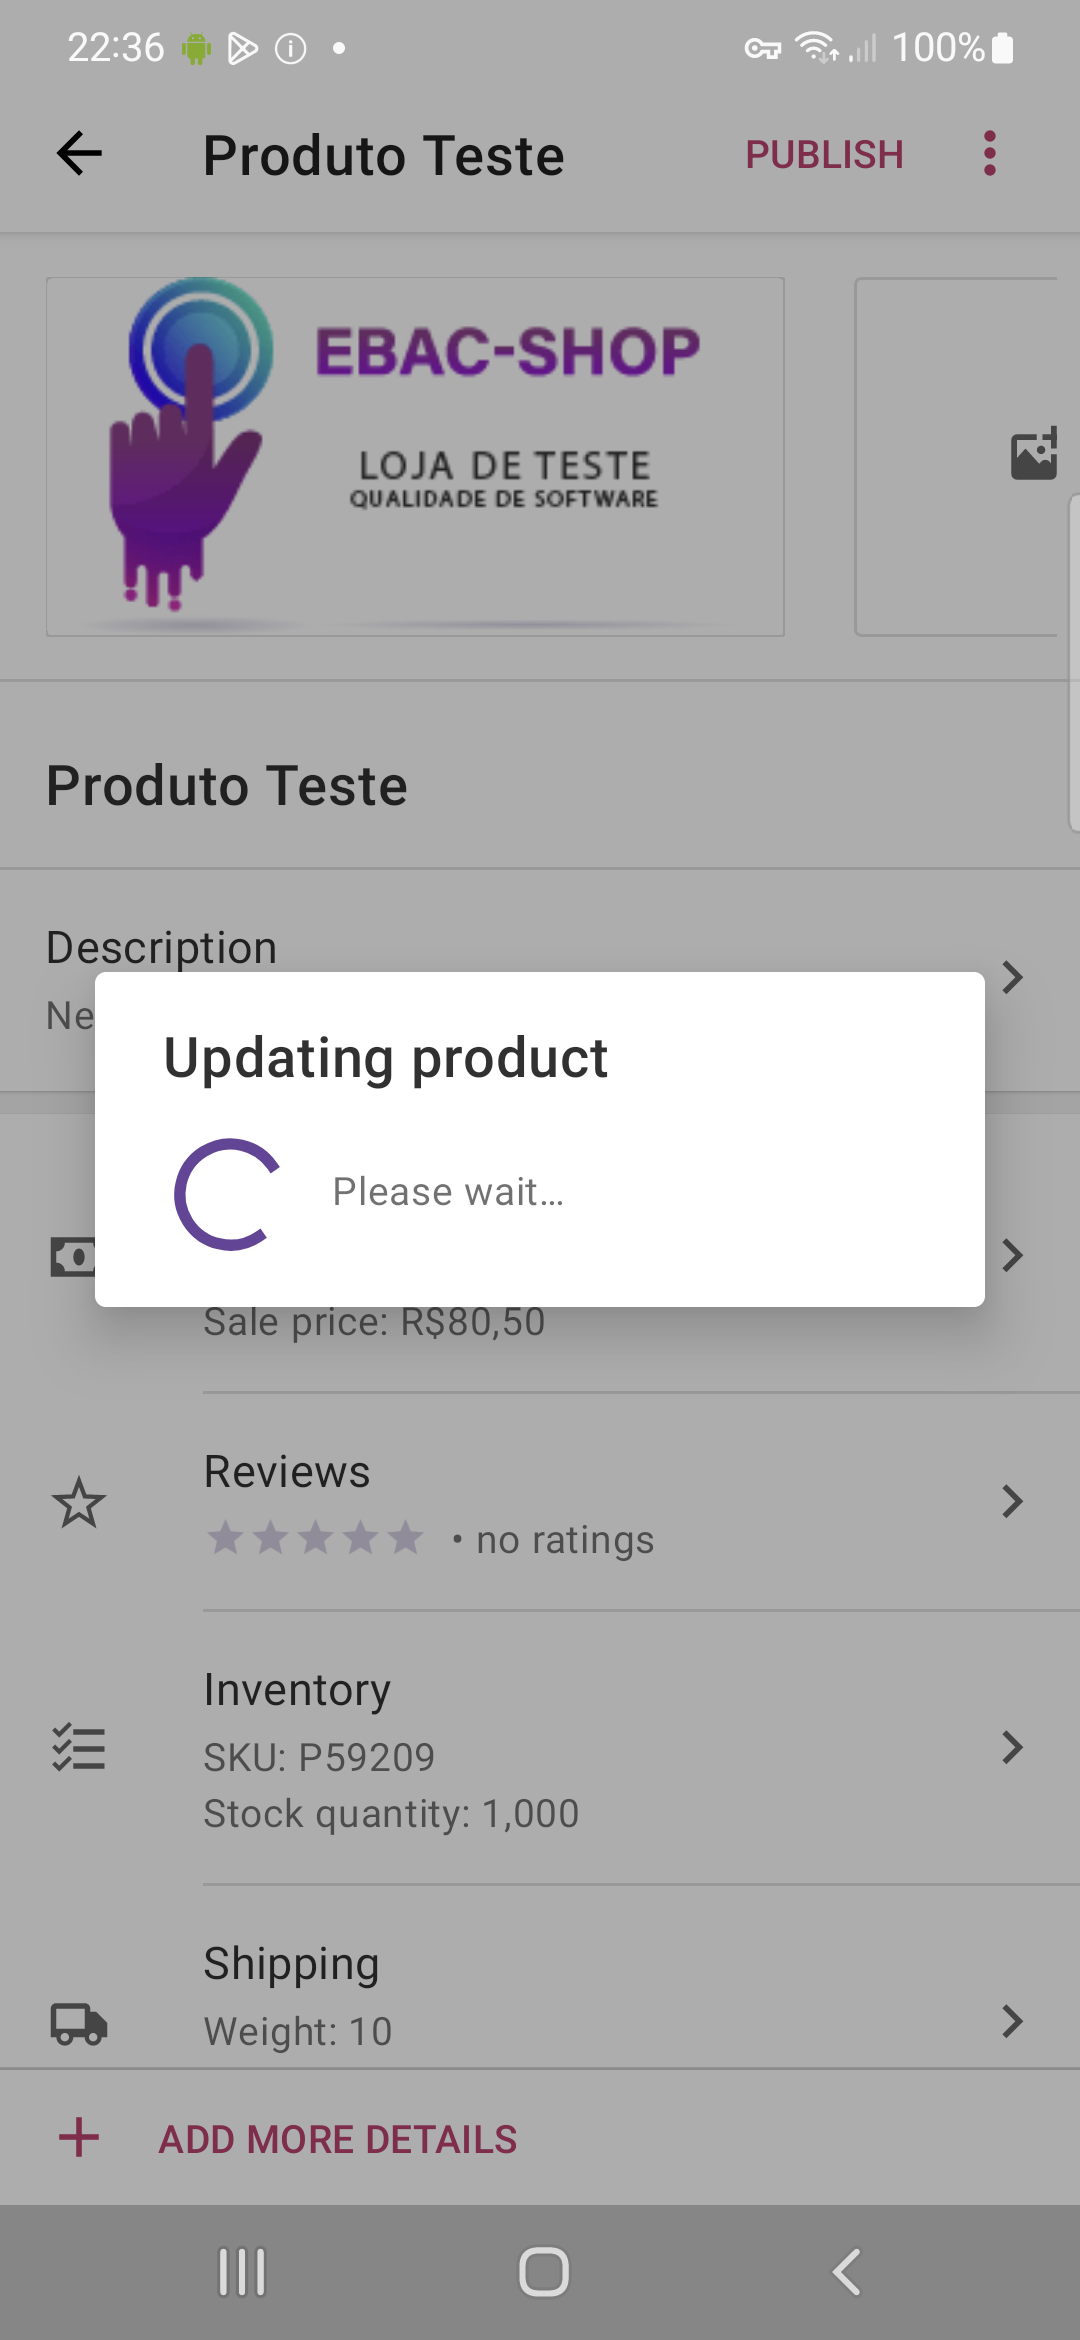 22:36
100%
Produto Teste
PUBLISH
EBAC-SHOP
LOJA DE TESTE
QUALIDADE DE SOFTWARE
Produto Teste
Description
Ne
Updating product
Please wait...
Sale price: R$80,50
Reviews
• no ratings
Inventory
SKU: P59209
Stock quantity: 1,000
Shipping
Weight: 10
ADD MORE DETAILS